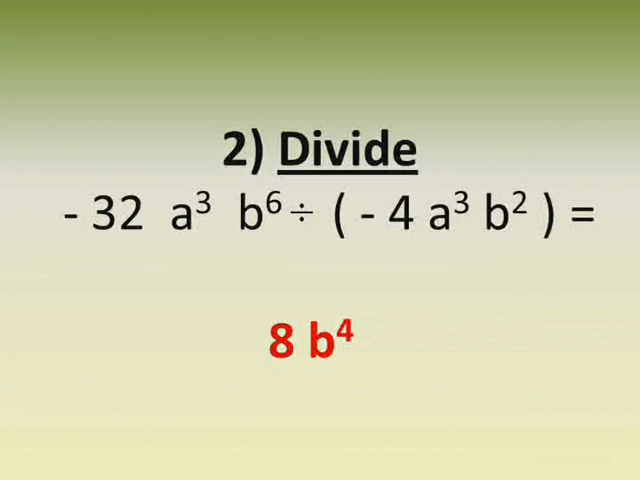 2) Divide
- 32 a³ b⁶ ÷ ( - 4 a³ b² ) =
8 b⁴